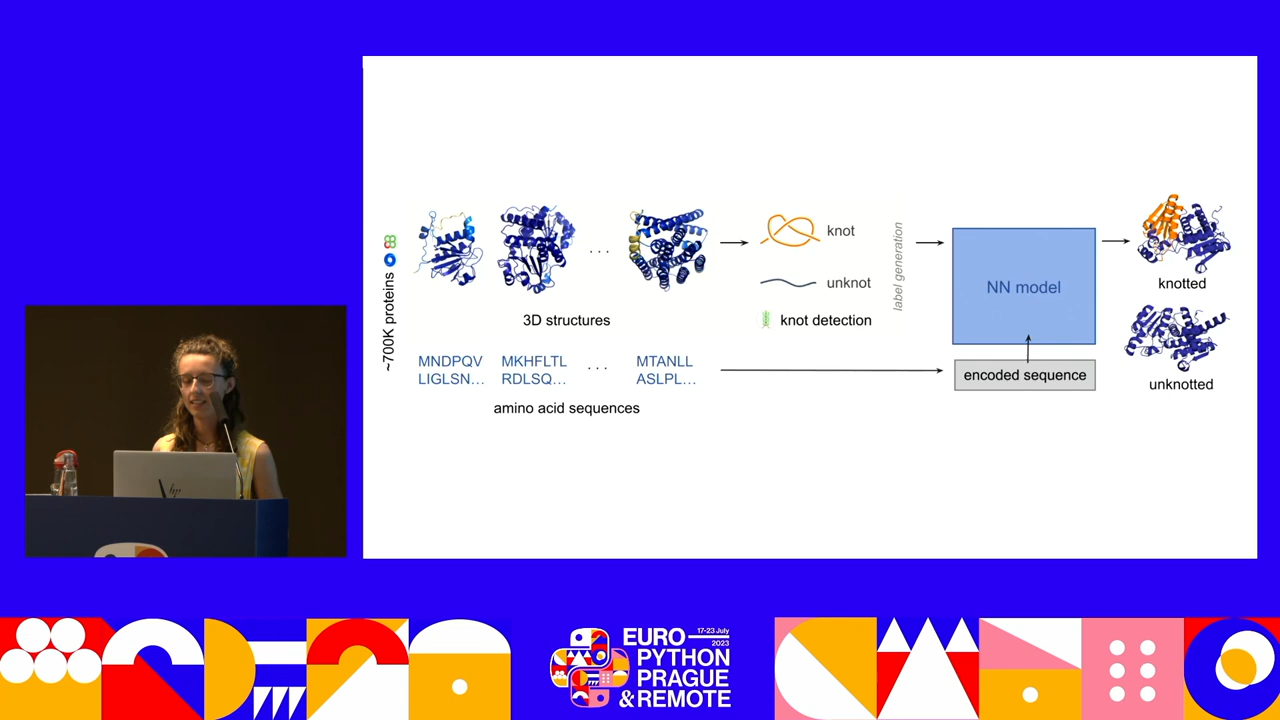 ~700K proteins
3D structures
MNDPQV
LIGLSN...
MKHFLTL
RDLSQ...
...
MTANLL
ASLPL...
amino acid sequences
knot
unknot
knot detection
label generation
NN model
encoded sequence
knotted
unknotted
hp
EURO
17-23 July
2023
PYTHON
PRAGUE
& REMOTE